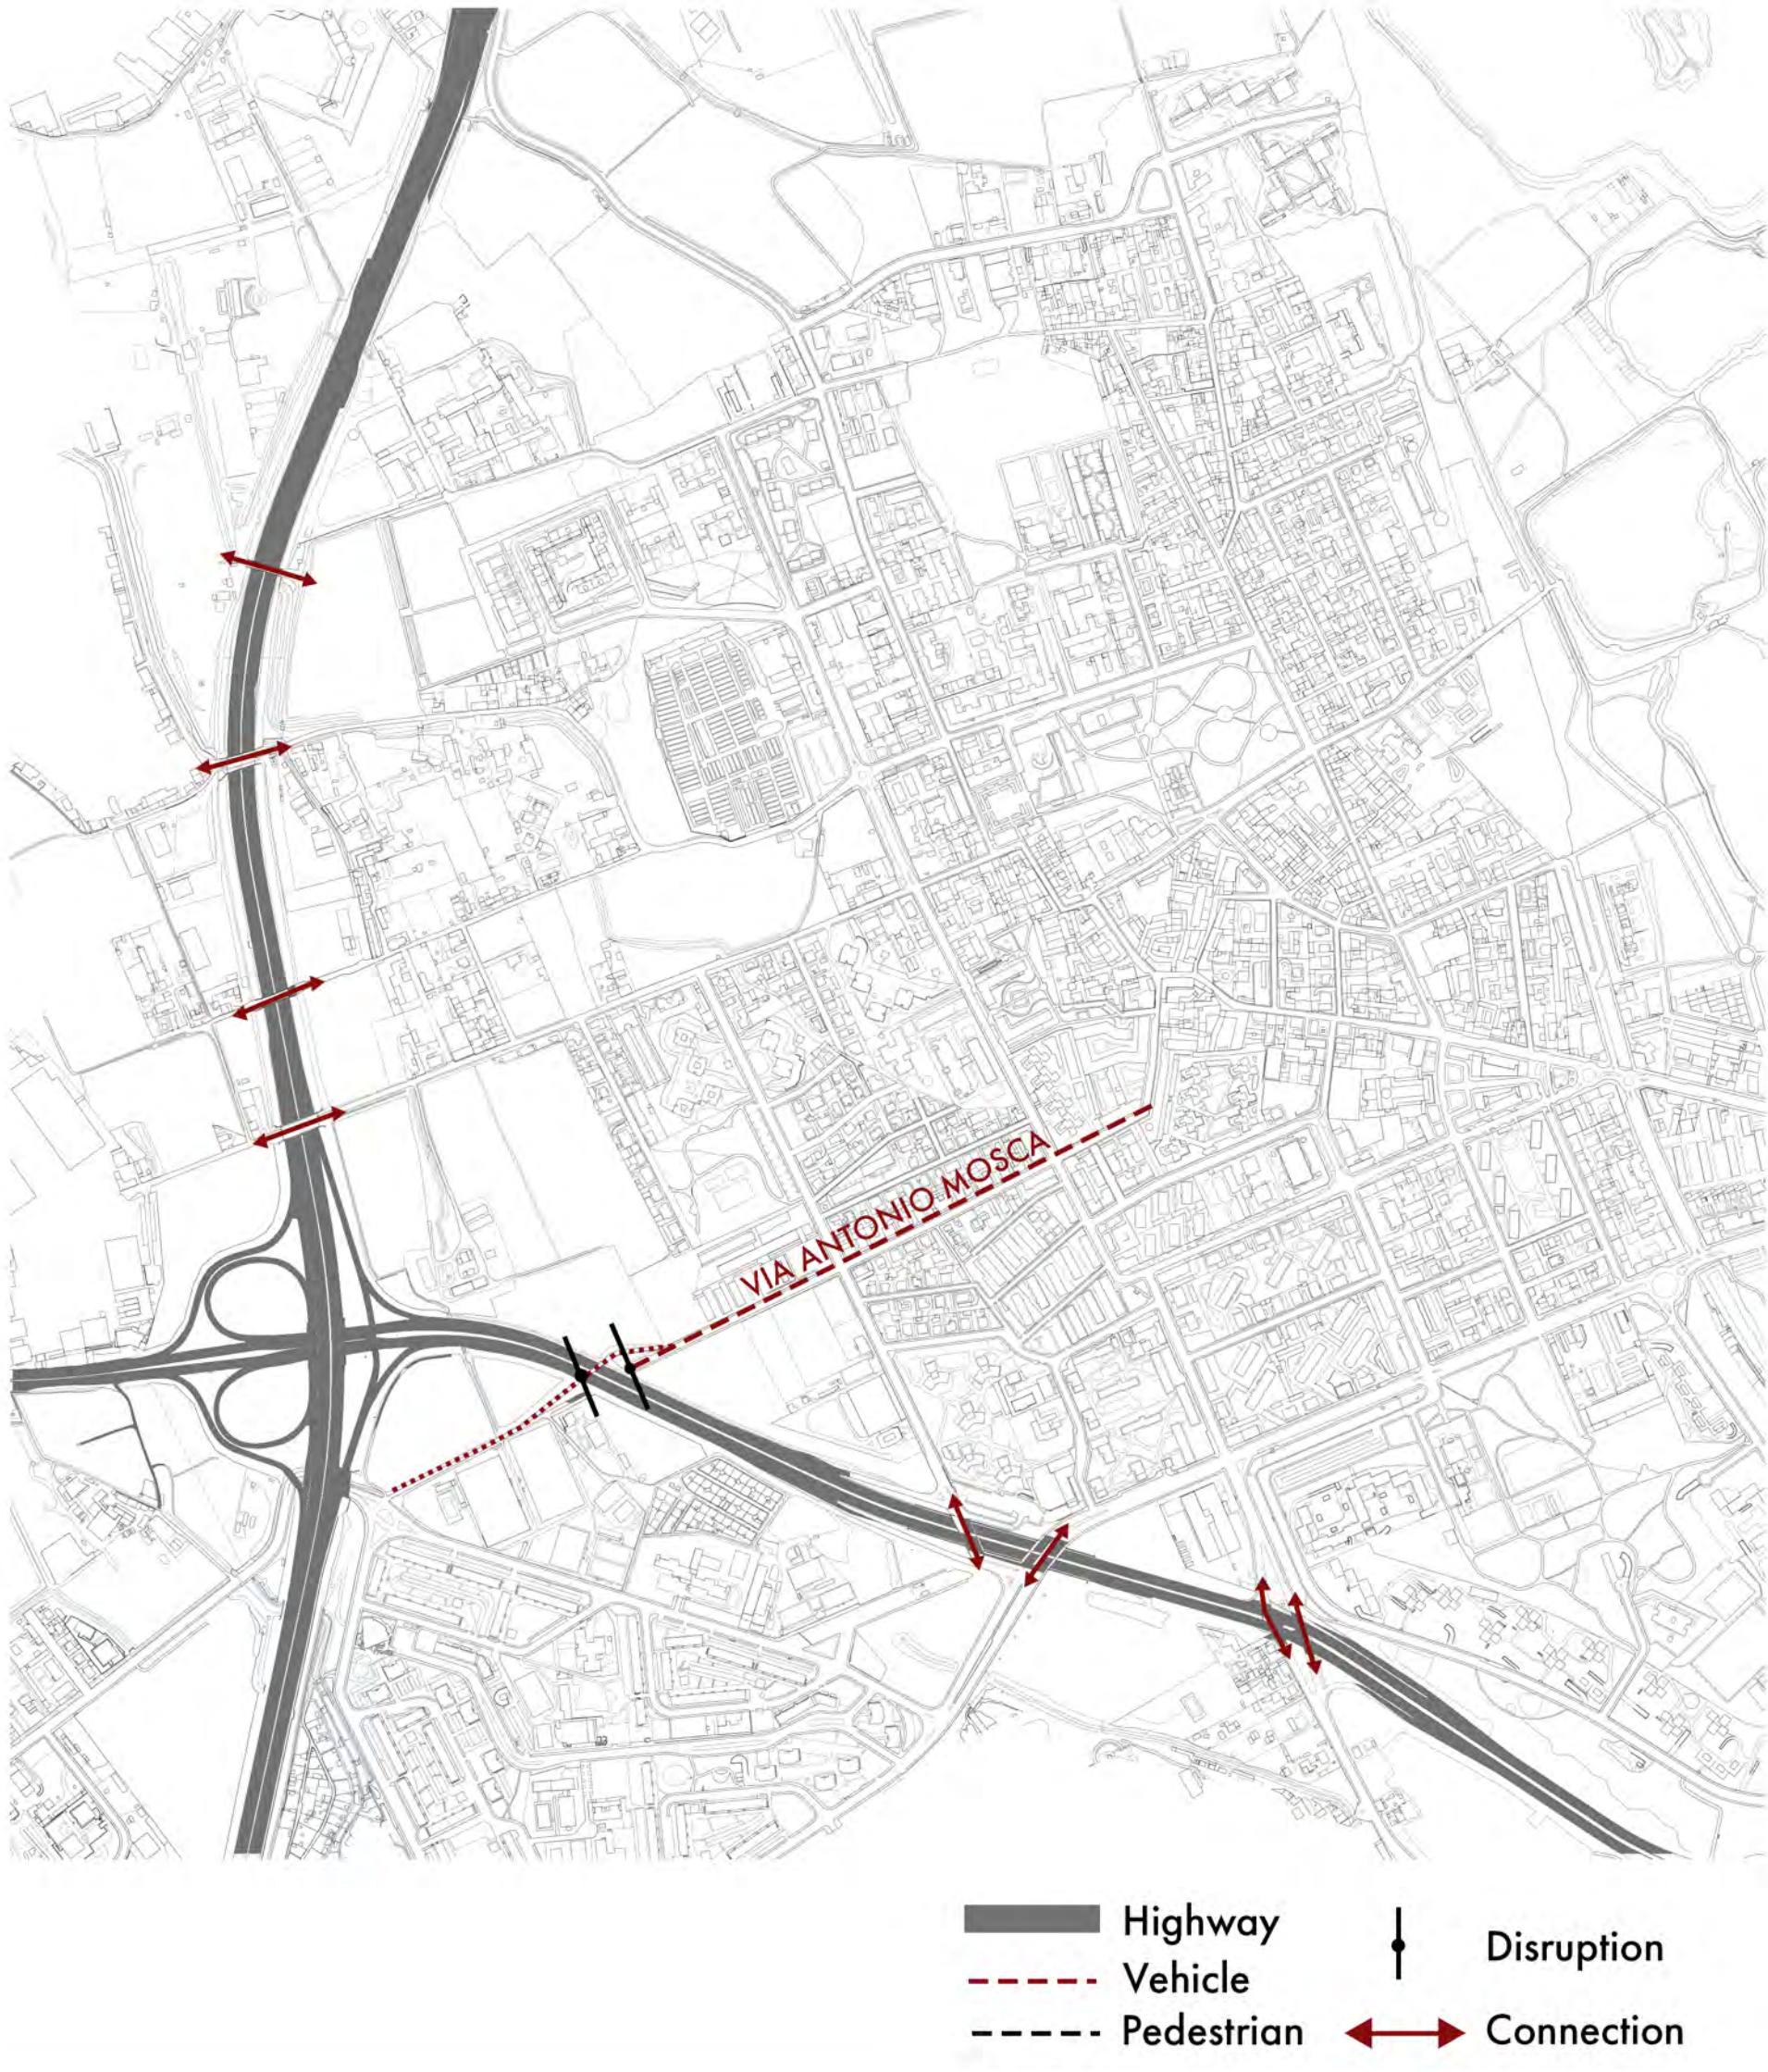 VIA ANTONIO MOSCA
Highway
Vehicle
Pedestrian
Disruption
Connection